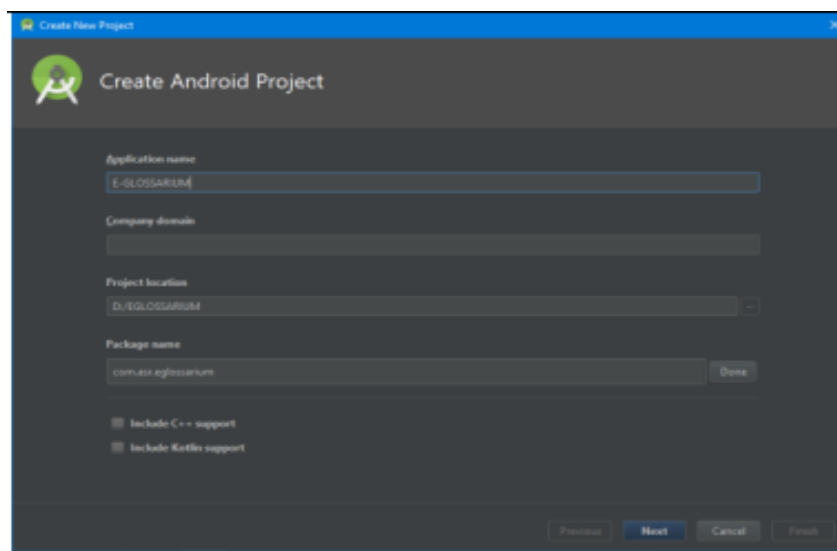 Create New Project
Create Android Project
Application name
E-GLOSSARIUM
Company domain
Project location
D:/EGLOSSARIUM
...
Package name
com.asr.eglossarium
Done
Include C++ support
Include Kotlin support
Previous
Next
Cancel
Finish